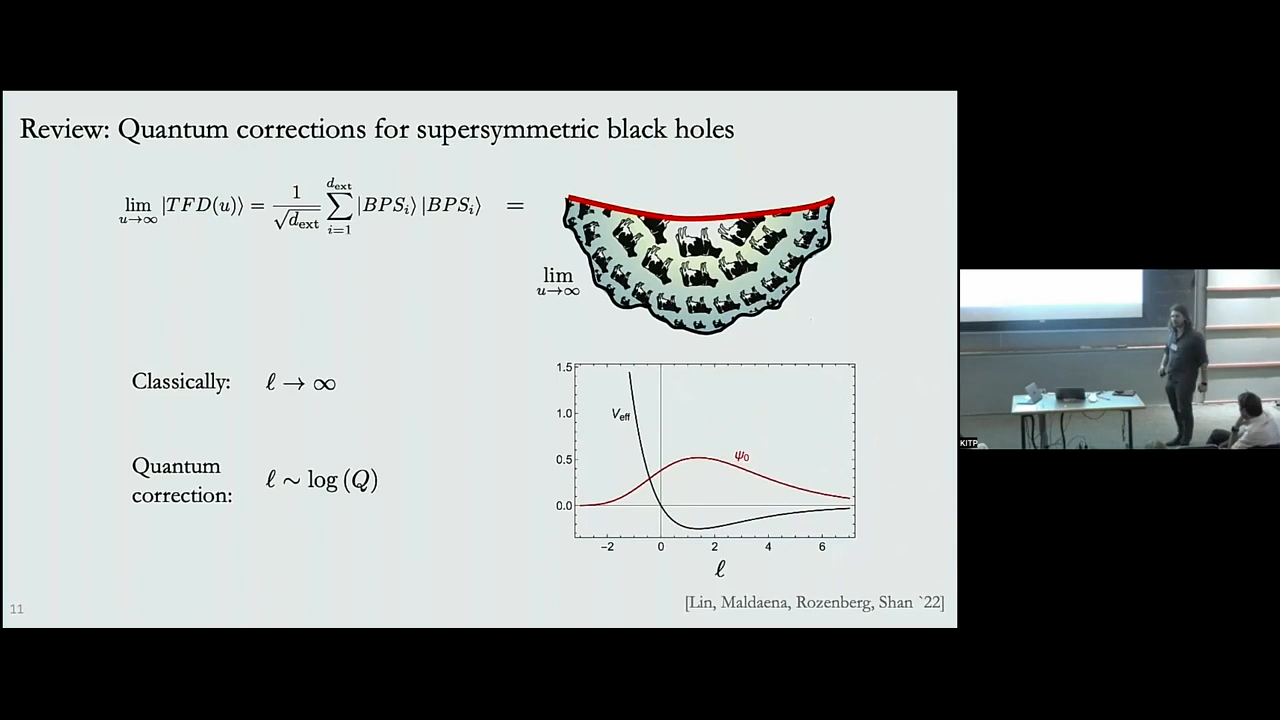 Review: Quantum corrections for supersymmetric black holes
lim u→∞ |TFD(u)⟩ = 1/√d_ext ∑_{i=1}^{d_ext} |BPS_i⟩ |BPS_i⟩ =
lim u→∞
Classically: ℓ → ∞
Quantum
correction: ℓ ~ log (Q)
1.5
1.0
0.5
0.0
V_eff
ψ_0
−2 0 2 4 6
ℓ
[Lin, Maldaena, Rozenberg, Shan `22]
11
KITP